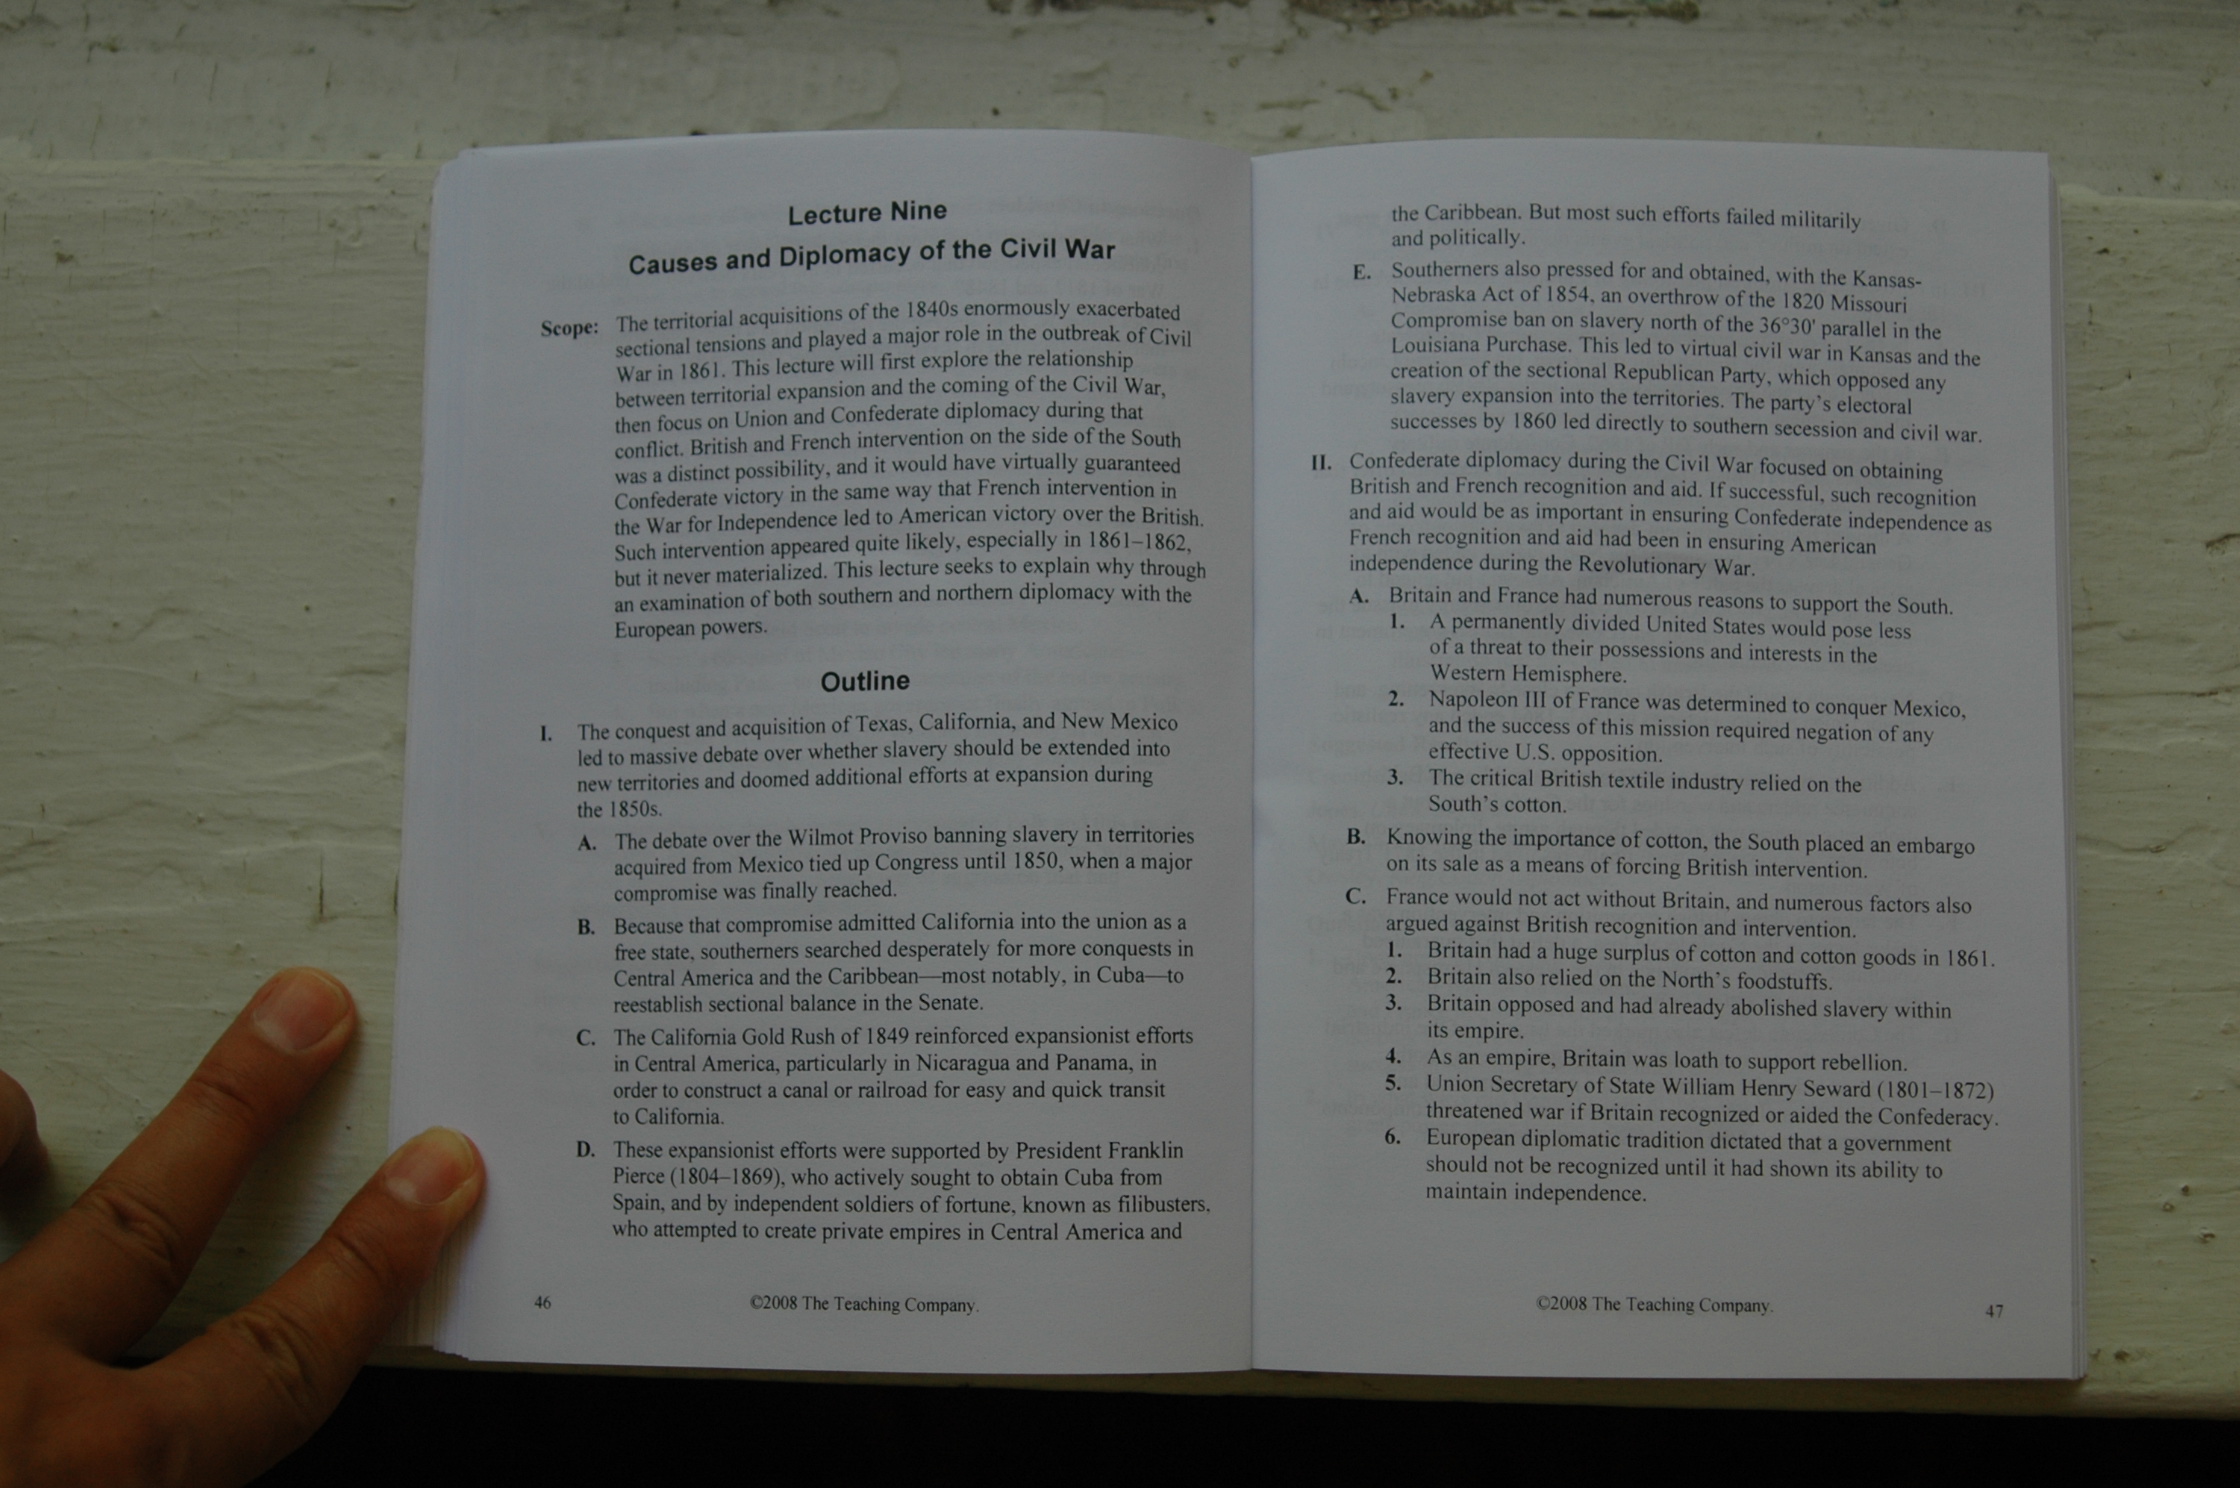 Lecture Nine
Causes and Diplomacy of the Civil War
Scope: The territorial acquisitions of the 1840s enormously exacerbated
sectional tensions and played a major role in the outbreak of Civil
War in 1861. This lecture will first explore the relationship
between territorial expansion and the coming of the Civil War,
then focus on Union and Confederate diplomacy during that
conflict. British and French intervention on the side of the South
was a distinct possibility, and it would have virtually guaranteed
Confederate victory in the same way that French intervention in
the War for Independence led to American victory over the British.
Such intervention appeared quite likely, especially in 1861–1862,
but it never materialized. This lecture seeks to explain why through
an examination of both southern and northern diplomacy with the
European powers.
Outline
I. The conquest and acquisition of Texas, California, and New Mexico
led to massive debate over whether slavery should be extended into
new territories and doomed additional efforts at expansion during
the 1850s.
A. The debate over the Wilmot Proviso banning slavery in territories
acquired from Mexico tied up Congress until 1850, when a major
compromise was finally reached.
B. Because that compromise admitted California into the union as a
free state, southerners searched desperately for more conquests in
Central America and the Caribbean—most notably, in Cuba—to
reestablish sectional balance in the Senate.
C. The California Gold Rush of 1849 reinforced expansionist efforts
in Central America, particularly in Nicaragua and Panama, in
order to construct a canal or railroad for easy and quick transit
to California.
D. These expansionist efforts were supported by President Franklin
Pierce (1804–1869), who actively sought to obtain Cuba from
Spain, and by independent soldiers of fortune, known as filibusters,
who attempted to create private empires in Central America and
46 ©2008 The Teaching Company.
the Caribbean. But most such efforts failed militarily
and politically.
E. Southerners also pressed for and obtained, with the Kansas-
Nebraska Act of 1854, an overthrow of the 1820 Missouri
Compromise ban on slavery north of the 36°30' parallel in the
Louisiana Purchase. This led to virtual civil war in Kansas and the
creation of the sectional Republican Party, which opposed any
slavery expansion into the territories. The party's electoral
successes by 1860 led directly to southern secession and civil war.
II. Confederate diplomacy during the Civil War focused on obtaining
British and French recognition and aid. If successful, such recognition
and aid would be as important in ensuring Confederate independence as
French recognition and aid had been in ensuring American
independence during the Revolutionary War.
A. Britain and France had numerous reasons to support the South.
1. A permanently divided United States would pose less
of a threat to their possessions and interests in the
Western Hemisphere.
2. Napoleon III of France was determined to conquer Mexico,
and the success of this mission required negation of any
effective U.S. opposition.
3. The critical British textile industry relied on the
South's cotton.
B. Knowing the importance of cotton, the South placed an embargo
on its sale as a means of forcing British intervention.
C. France would not act without Britain, and numerous factors also
argued against British recognition and intervention.
1. Britain had a huge surplus of cotton and cotton goods in 1861.
2. Britain also relied on the North's foodstuffs.
3. Britain opposed and had already abolished slavery within
its empire.
4. As an empire, Britain was loath to support rebellion.
5. Union Secretary of State William Henry Seward (1801–1872)
threatened war if Britain recognized or aided the Confederacy.
6. European diplomatic tradition dictated that a government
should not be recognized until it had shown its ability to
maintain independence.
©2008 The Teaching Company. 47